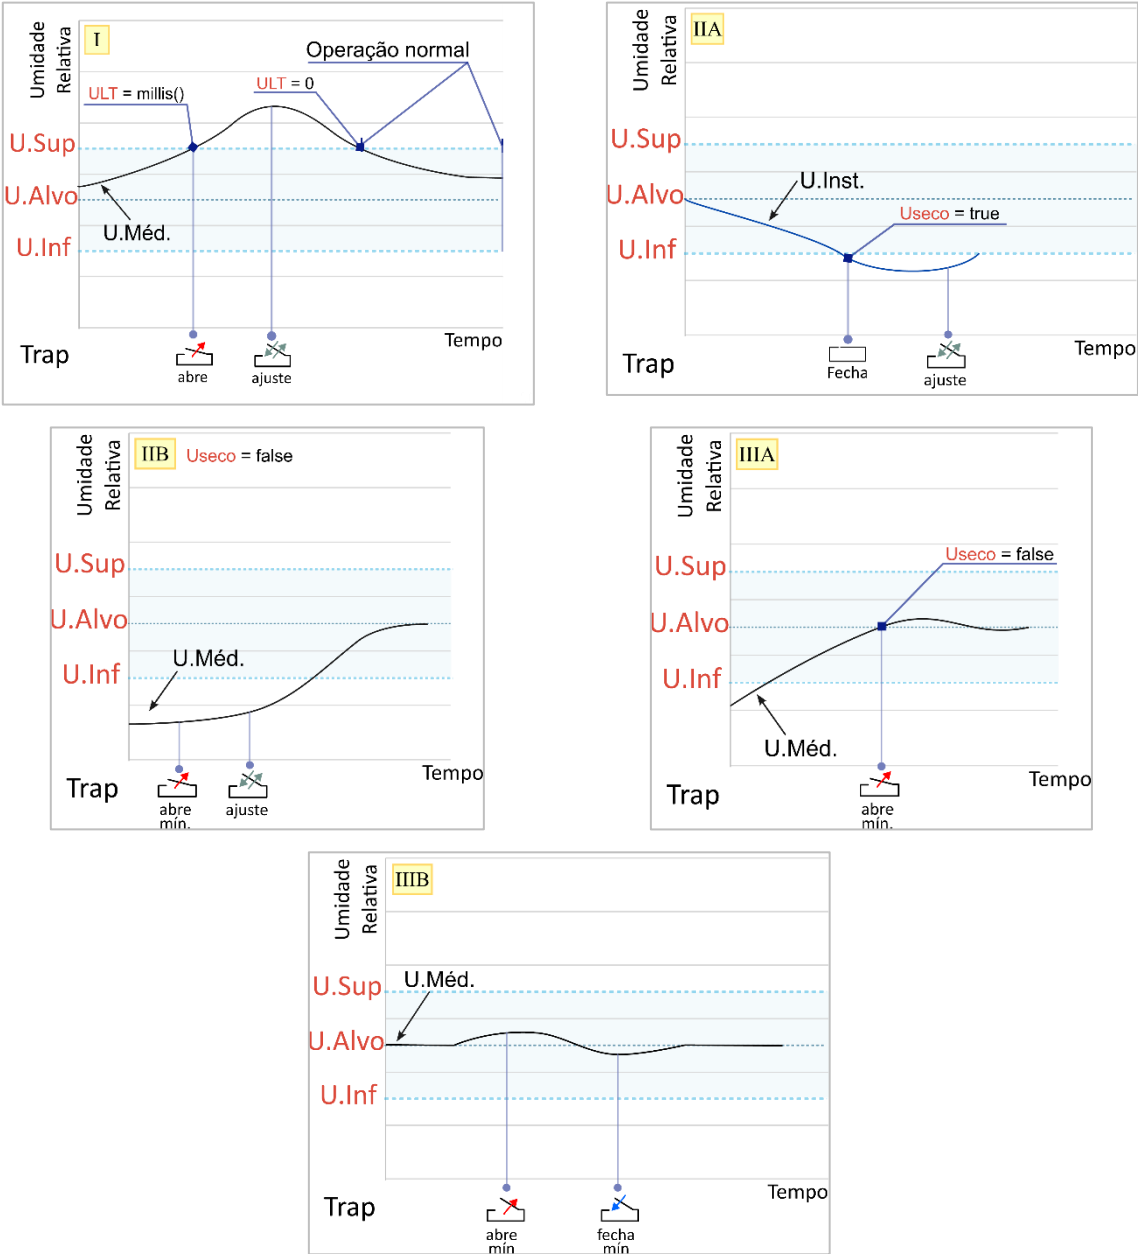 I
Umidade
Relativa
Operação normal
ULT = millis()
ULT = 0
U.Sup
U.Alvo
U.Méd.
U.Inf
Tempo
Trap
abre
ajuste
IIA
Umidade
Relativa
U.Sup
U.Inst.
U.Alvo
Useco = true
U.Inf
Tempo
Trap
Fecha
ajuste
IIB
Useco = false
Umidade
Relativa
U.Sup
U.Alvo
U.Méd.
U.Inf
Tempo
Trap
abre
mín.
ajuste
IIIA
Umidade
Relativa
Useco = false
U.Sup
U.Alvo
U.Inf
U.Méd.
Tempo
Trap
abre
mín.
IIIB
Umidade
Relativa
U.Méd.
U.Sup
U.Alvo
U.Inf
Tempo
Trap
abre
mín
fecha
mín